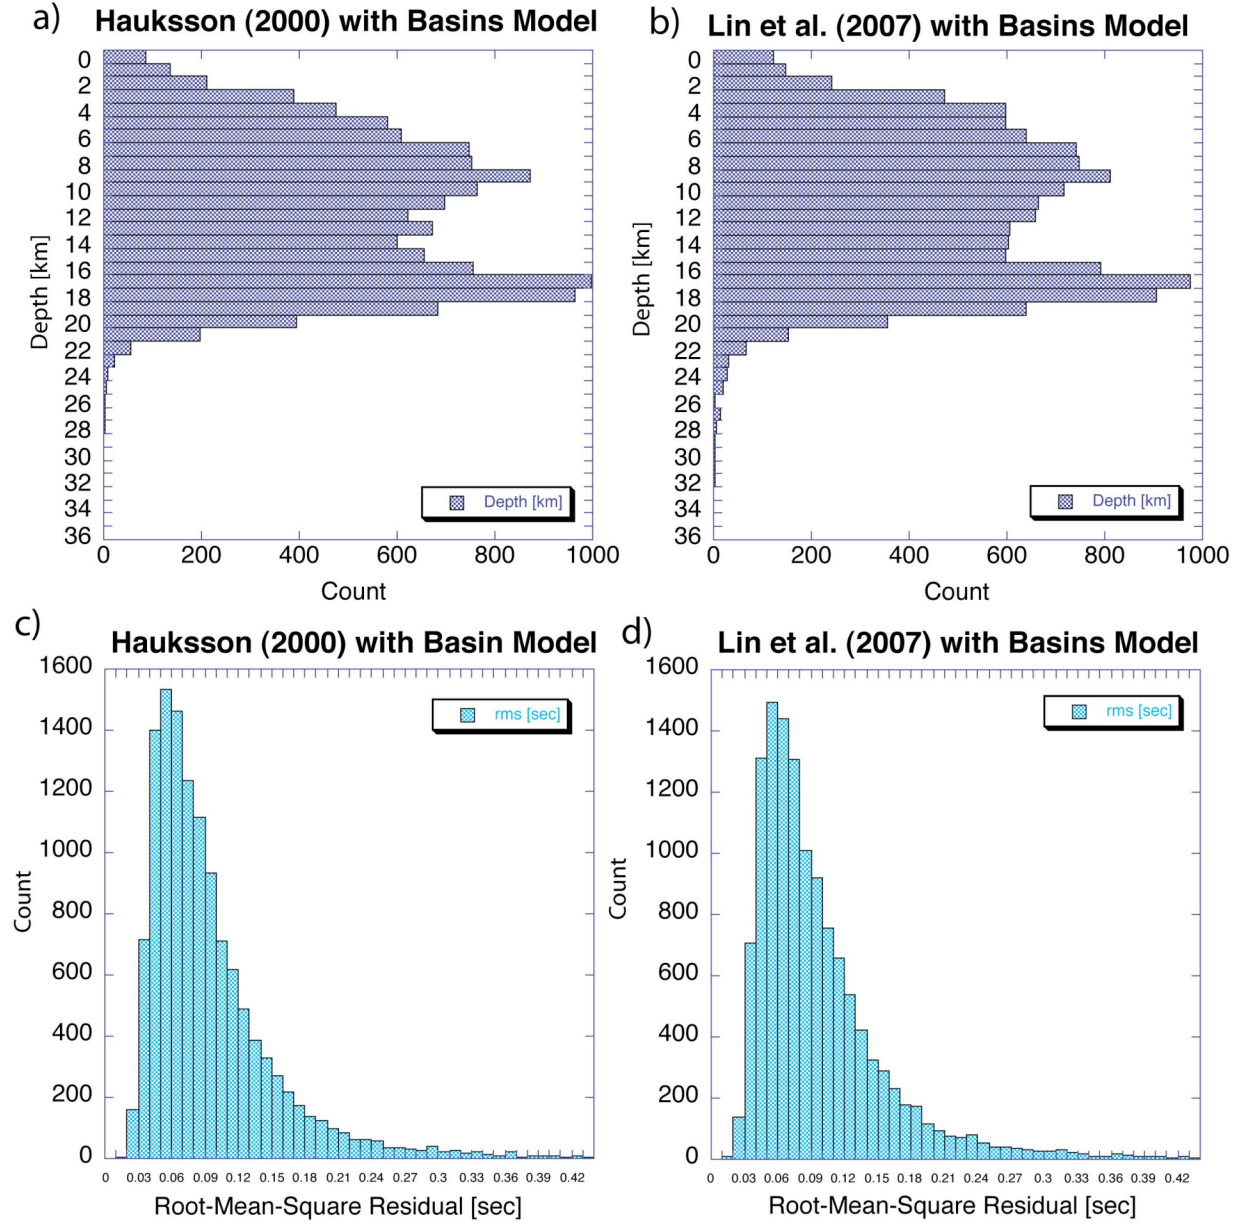 a) Hauksson (2000) with Basins Model
0
2
4
6
8
10
12
14
16
18
20
22
24
26
28
30
32
34
36
Depth [km]
Depth [km]
0 200 400 600 800 1000
Count
b) Lin et al. (2007) with Basins Model
0
2
4
6
8
10
12
14
16
18
20
22
24
26
28
30
32
34
36
Depth [km]
Depth [km]
0 200 400 600 800 1000
Count
c) Hauksson (2000) with Basin Model
1600
1400
1200
1000
800
600
400
200
0
Count
rms [sec]
0 0.03 0.06 0.09 0.12 0.15 0.18 0.21 0.24 0.27 0.3 0.33 0.36 0.39 0.42
Root-Mean-Square Residual [sec]
d) Lin et al. (2007) with Basins Model
1600
1400
1200
1000
800
600
400
200
0
Count
rms [sec]
0 0.03 0.06 0.09 0.12 0.15 0.18 0.21 0.24 0.27 0.3 0.33 0.36 0.39 0.42
Root-Mean-Square Residual [sec]